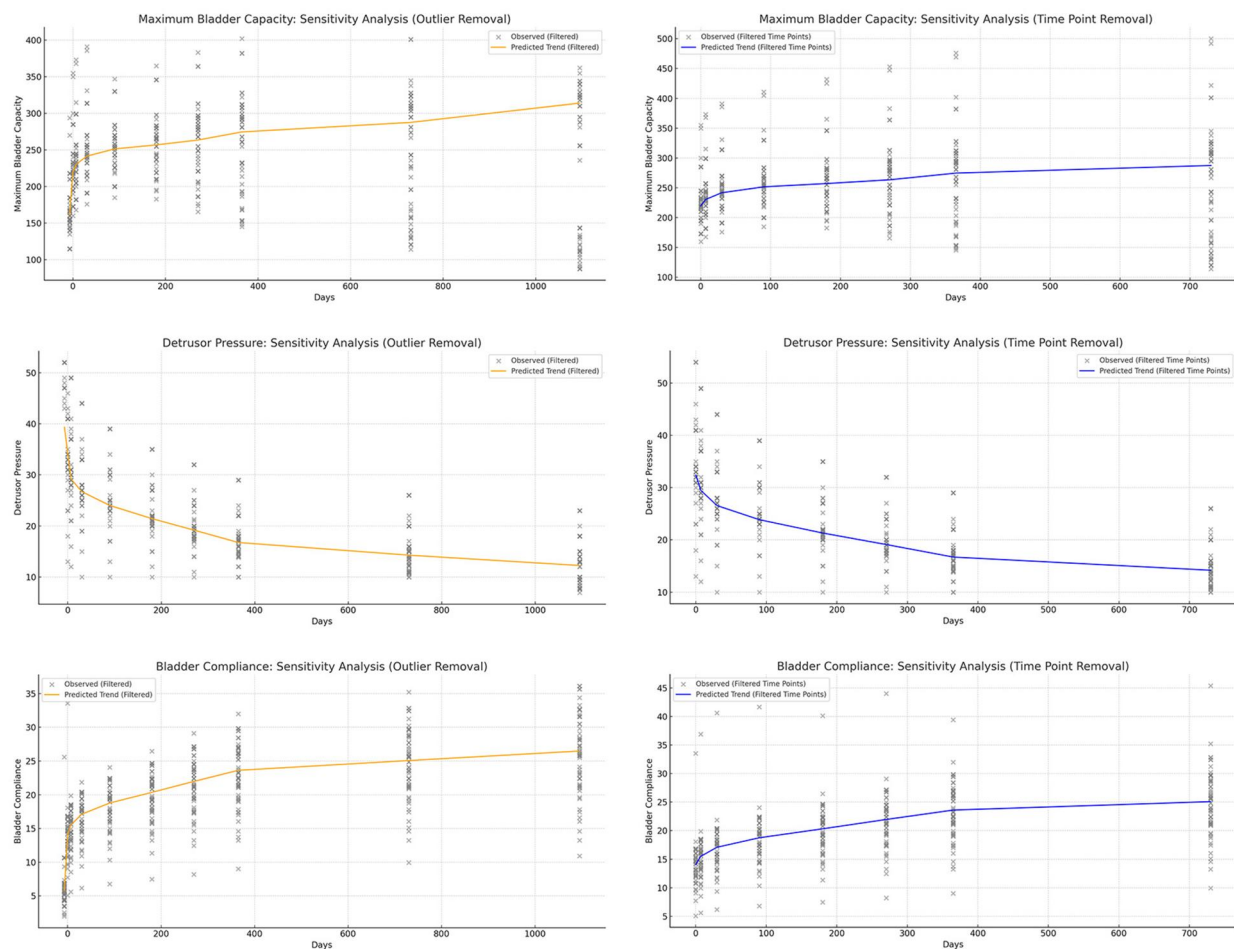 Maximum Bladder Capacity: Sensitivity Analysis (Outlier Removal)
Observed (Filtered)
Predicted Trend (Filtered)
Maximum Bladder Capacity
400
350
300
250
200
150
100
0 200 400 600 800 1000
Days
Maximum Bladder Capacity: Sensitivity Analysis (Time Point Removal)
Observed (Filtered Time Points)
Predicted Trend (Filtered Time Points)
Maximum Bladder Capacity
500
450
400
350
300
250
200
150
100
0 100 200 300 400 500 600 700
Days
Detrusor Pressure: Sensitivity Analysis (Outlier Removal)
Observed (Filtered)
Predicted Trend (Filtered)
Detrusor Pressure
50
40
30
20
10
0 200 400 600 800 1000
Days
Detrusor Pressure: Sensitivity Analysis (Time Point Removal)
Observed (Filtered Time Points)
Predicted Trend (Filtered Time Points)
Detrusor Pressure
50
40
30
20
10
0 100 200 300 400 500 600 700
Days
Bladder Compliance: Sensitivity Analysis (Outlier Removal)
Observed (Filtered)
Predicted Trend (Filtered)
Bladder Compliance
35
30
25
20
15
10
5
0 200 400 600 800 1000
Days
Bladder Compliance: Sensitivity Analysis (Time Point Removal)
Observed (Filtered Time Points)
Predicted Trend (Filtered Time Points)
Bladder Compliance
45
40
35
30
25
20
15
10
5
0 100 200 300 400 500 600 700
Days